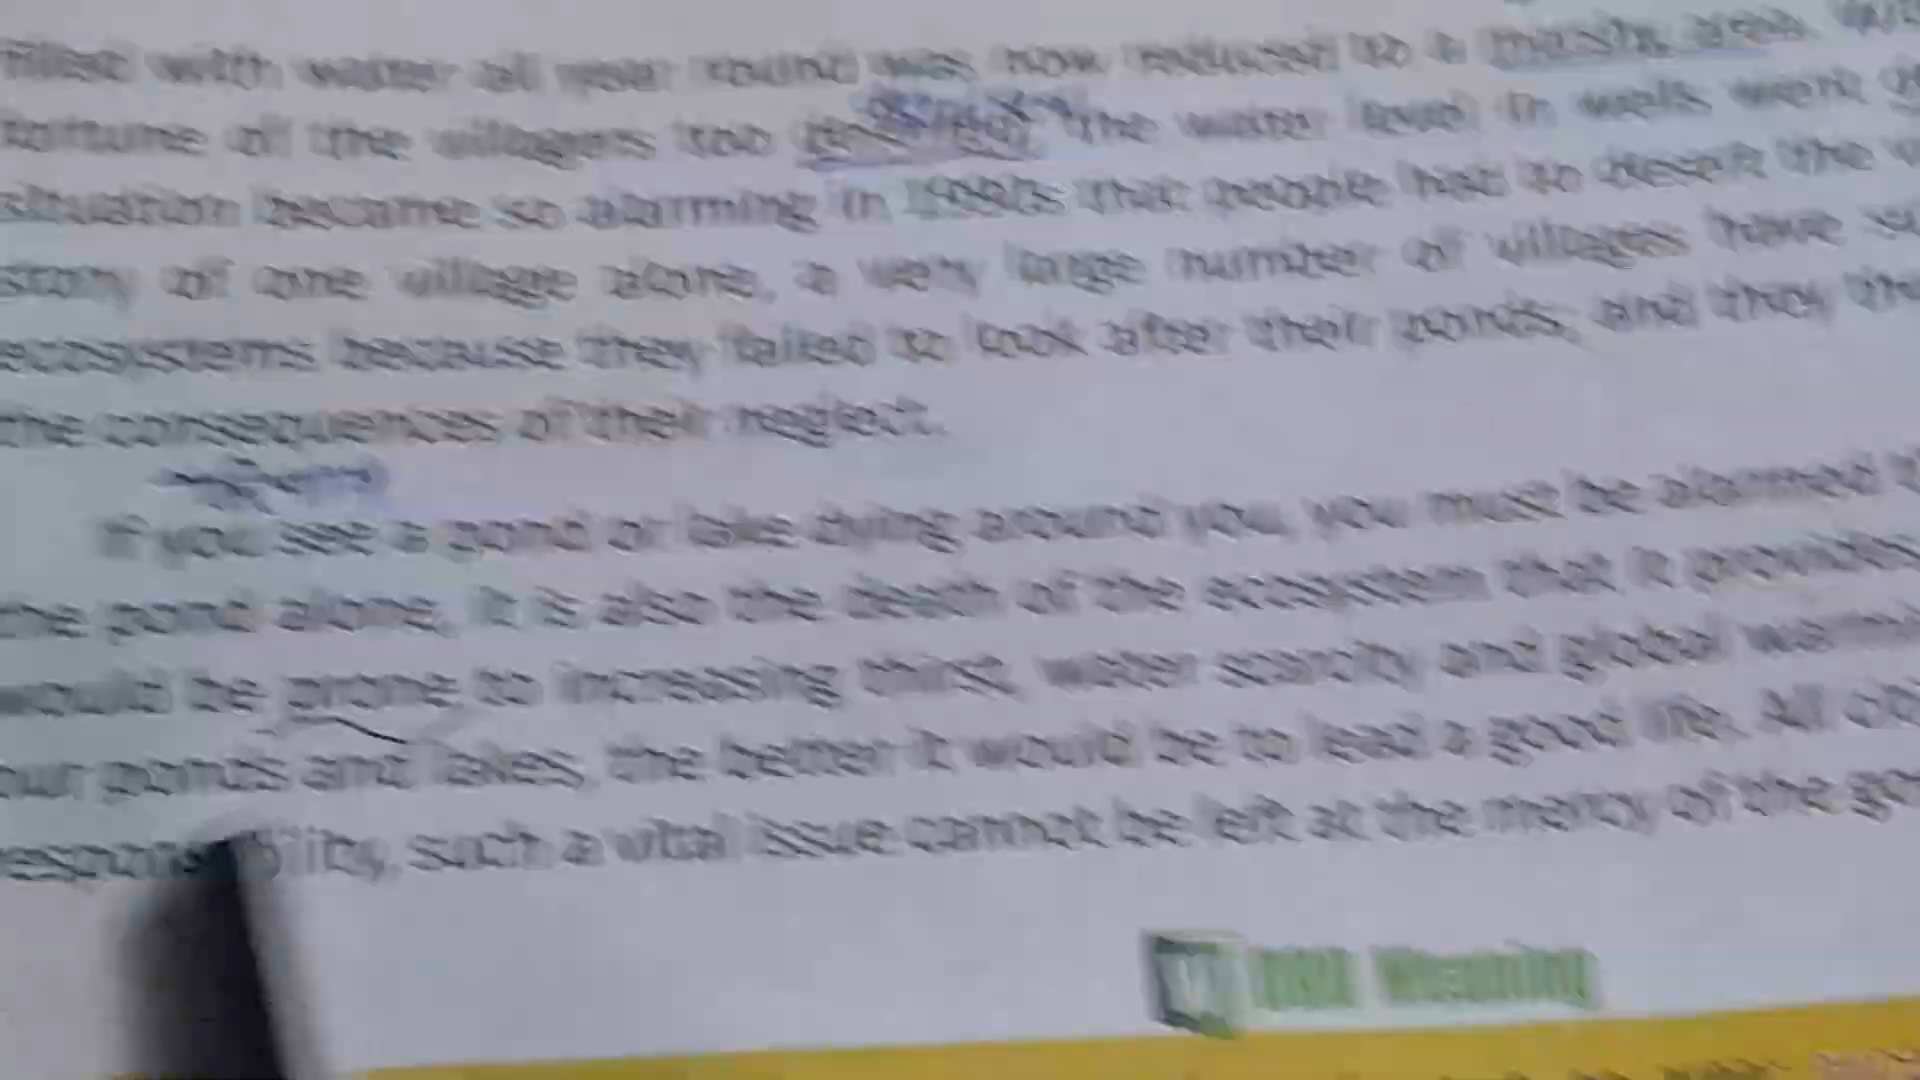 filled with water all year round was now reduced to a marshy area.
fortune of the villagers too The water level in wells went
situation became so alarming in 1980s that people had to desert the
story of one village alone, a very large number of villages have
ecosystems because they failed to look after their ponds, and they
the consequences of their neglect.
If you see a pond or lake dying around you, you must be alarmed
the pond alone, it is also the death of the ecosystem that it provides
would be prone to increasing thirst, water scarcity and global
our ponds and lakes, the better it would be to lead a good life. All
responsibility, such a vital issue cannot be left at the mercy of the